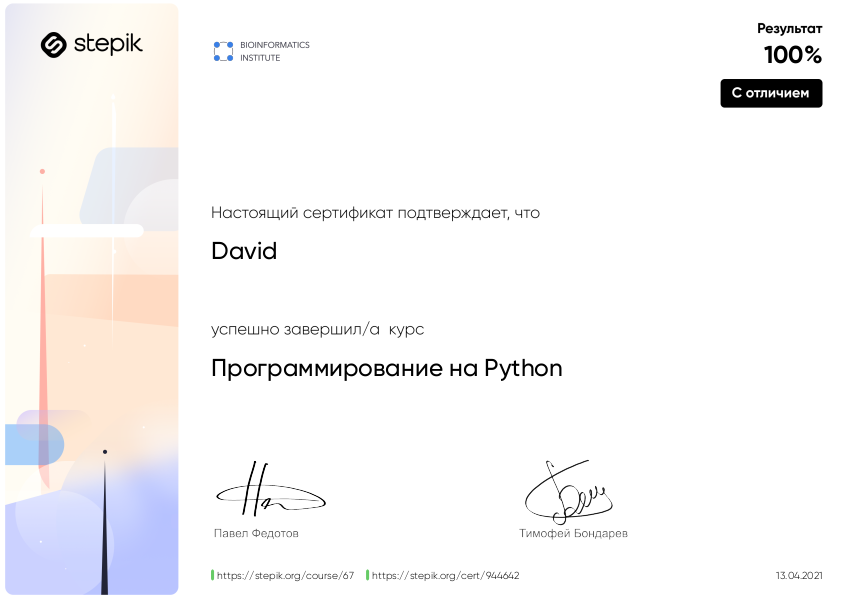 stepik
BIOINFORMATICS
INSTITUTE
Результат
100%
С отличием
Настоящий сертификат подтверждает, что
David
успешно завершил/а курс
Программирование на Python
Павел Федотов
Тимофей Бондарев
https://stepik.org/course/67
https://stepik.org/cert/944642
13.04.2021